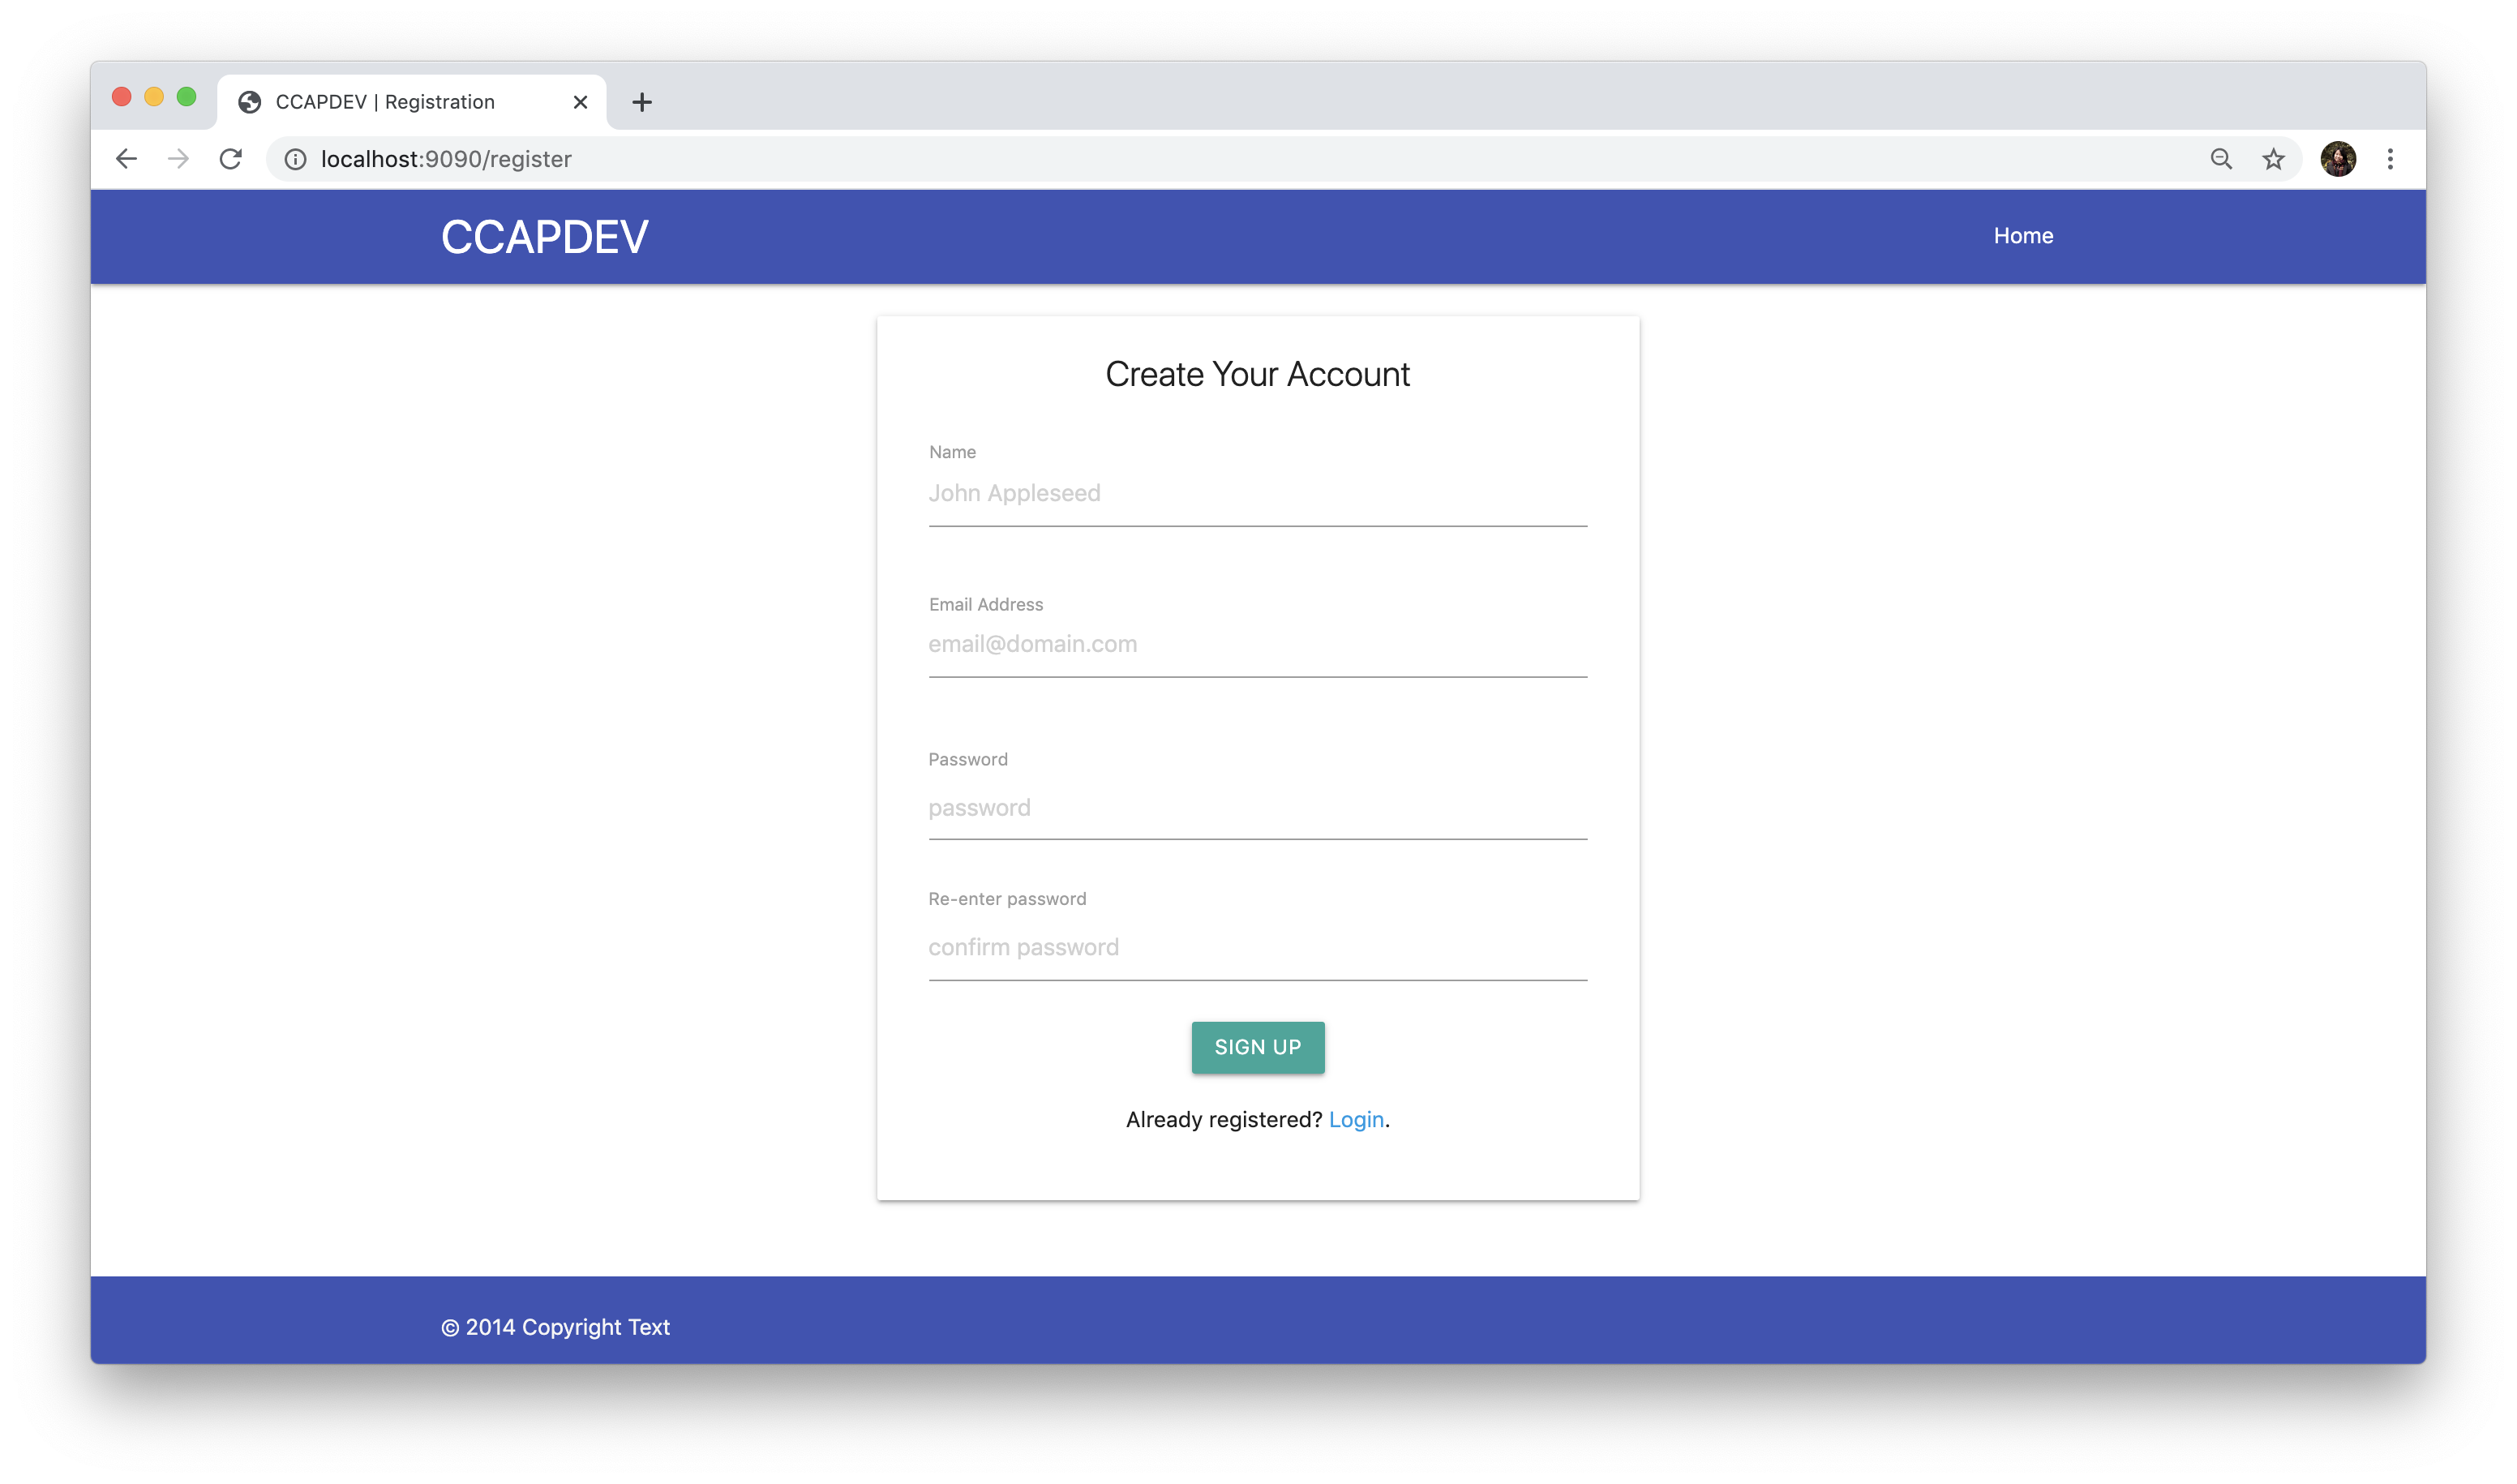 CCAPDEV | Registration
localhost:9090/register
CCAPDEV
Home
Create Your Account
Name
John Appleseed
Email Address
email@domain.com
Password
password
Re-enter password
confirm password
SIGN UP
Already registered? Login.
© 2014 Copyright Text